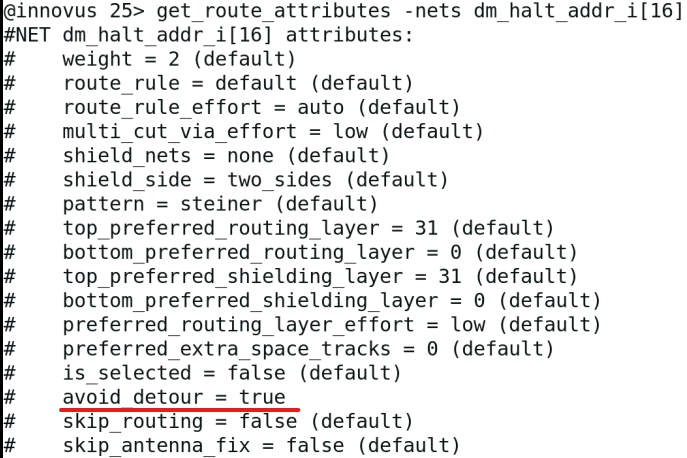 @innovus 25> get_route_attributes -nets dm_halt_addr_i[16]
#NET dm_halt_addr_i[16] attributes:
#    weight = 2 (default)
#    route_rule = default (default)
#    route_rule_effort = auto (default)
#    multi_cut_via_effort = low (default)
#    shield_nets = none (default)
#    shield_side = two_sides (default)
#    pattern = steiner (default)
#    top_preferred_routing_layer = 31 (default)
#    bottom_preferred_routing_layer = 0 (default)
#    top_preferred_shielding_layer = 31 (default)
#    bottom_preferred_shielding_layer = 0 (default)
#    preferred_routing_layer_effort = low (default)
#    preferred_extra_space_tracks = 0 (default)
#    is_selected = false (default)
#    avoid_detour = true
#    skip_routing = false (default)
#    skip_antenna_fix = false (default)